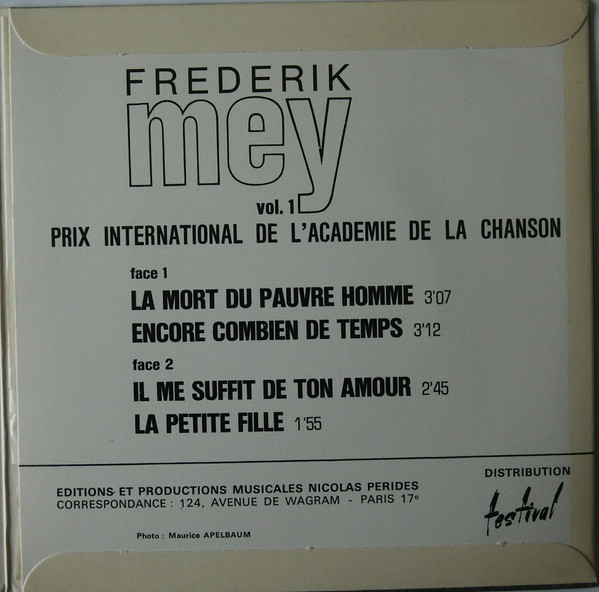 FREDERIK
mey
vol. 1
PRIX INTERNATIONAL DE L'ACADEMIE DE LA CHANSON
face 1
LA MORT DU PAUVRE HOMME 3'07
ENCORE COMBIEN DE TEMPS 3'12
face 2
IL ME SUFFIT DE TON AMOUR 2'45
LA PETITE FILLE 1'55
DISTRIBUTION
festival
EDITIONS ET PRODUCTIONS MUSICALES NICOLAS PERIDES
CORRESPONDANCE : 124, AVENUE DE WAGRAM - PARIS 17e
Photo : Maurice APELBAUM